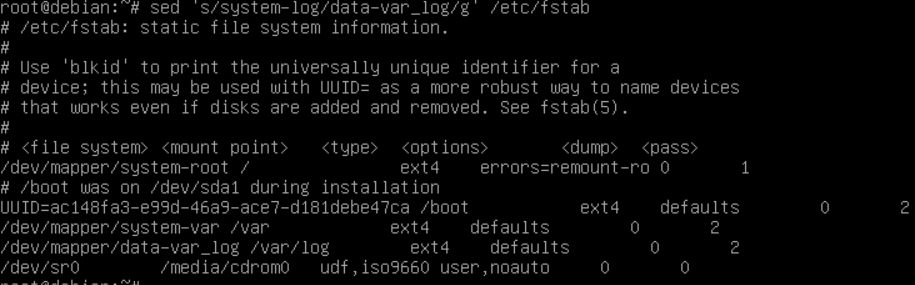 root@debian:~# sed 's/system-log/data-var_log/g' /etc/fstab
# /etc/fstab: static file system information.
#
# Use 'blkid' to print the universally unique identifier for a
# device; this may be used with UUID= as a more robust way to name devices
# that works even if disks are added and removed. See fstab(5).
#
# <file system> <mount point>   <type>  <options>       <dump>  <pass>
/dev/mapper/system-root /               ext4    errors=remount-ro 0       1
# /boot was on /dev/sda1 during installation
UUID=ac148fa3-e99d-46a9-ace7-d181debe47ca /boot           ext4    defaults        0       2
/dev/mapper/system-var /var            ext4    defaults        0       2
/dev/mapper/data-var_log /var/log        ext4    defaults        0       2
/dev/sr0        /media/cdrom0   udf,iso9660 user,noauto     0       0
root@debian:~#